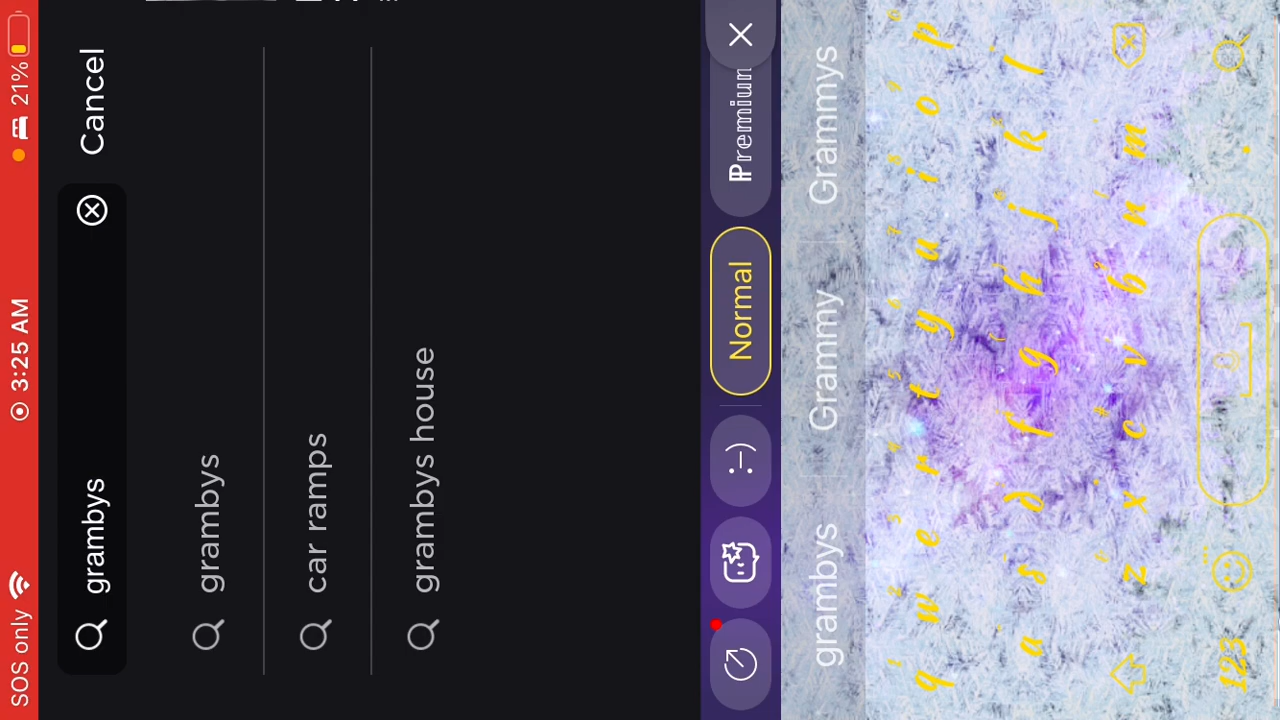 SOS only 3:25 AM 21%
grambys Cancel
grambys
car ramps
grambys house
:-) Normal Premium
grambys Grammy Grammys
q w e r t y u i o p
a s d f g h j k l
z x c v b n m
123